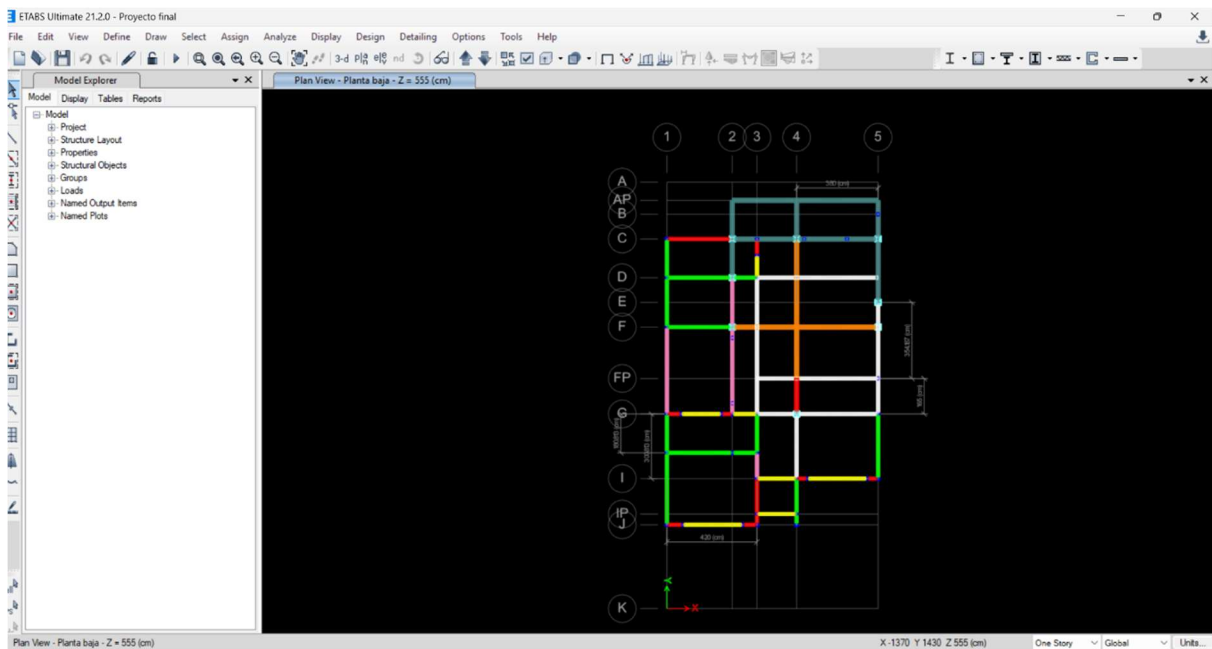 ETABS Ultimate 21.2.0 - Proyecto final
File Edit View Define Draw Select Assign Analyze Display Design Detailing Options Tools Help
3-d nd
Model Explorer
Plan View - Planta baja - Z = 555 (cm)
Model Display Tables Reports
Model
Project
Structure Layout
Properties
Structural Objects
Groups
Loads
Named Output Items
Named Plots
1 2 3 4 5
A
AP
B
C
D
E
F
FP
G
I
IP
J
K
420 (cm)
Y
X
Plan View - Planta baja - Z = 555 (cm)
X -1370 Y 1430 Z 555 (cm)
One Story
Global
Units...